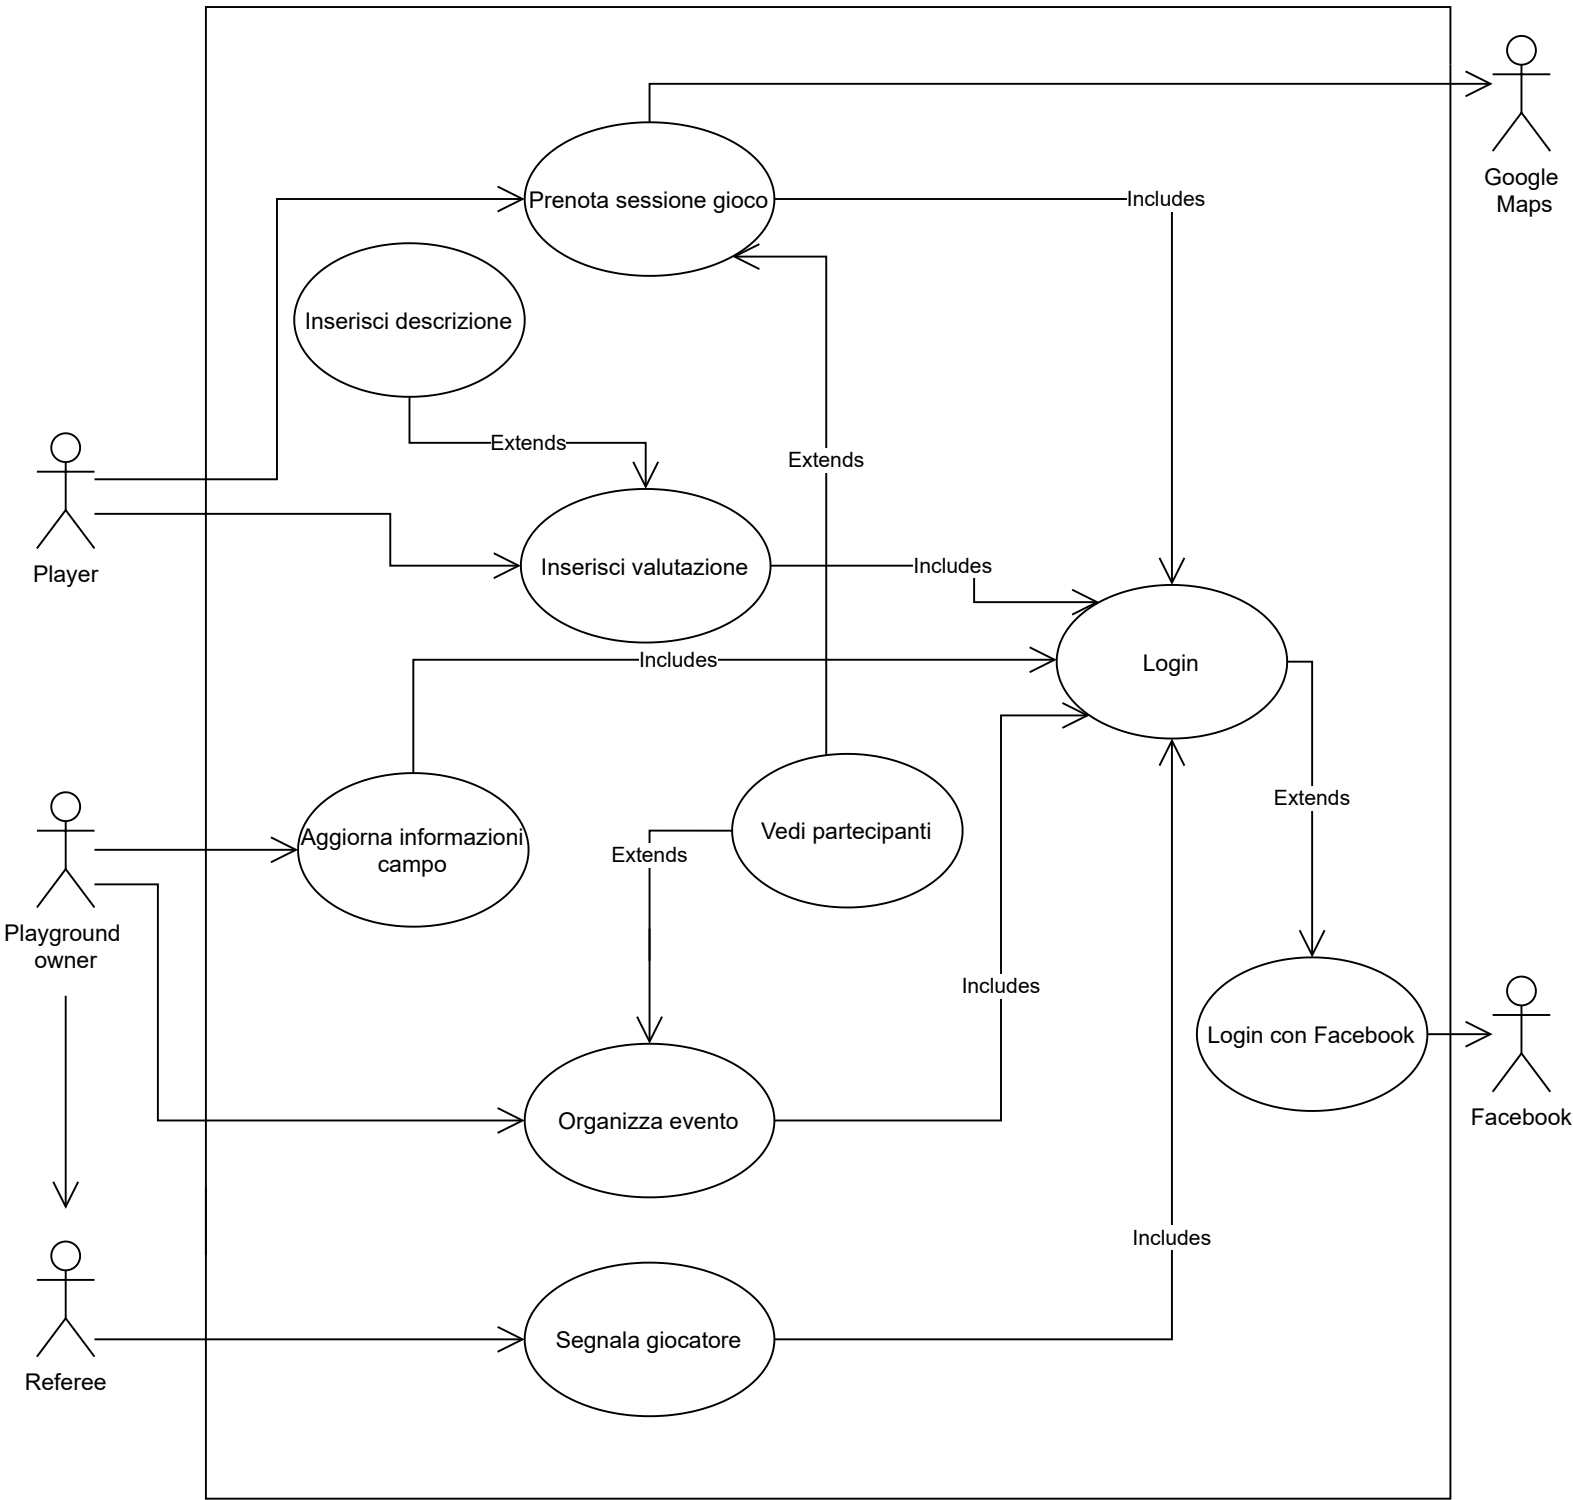 Google
Maps
Prenota sessione gioco
Includes
Inserisci descrizione
Extends
Extends
Player
Inserisci valutazione
Includes
Includes
Login
Extends
Aggiorna informazioni
campo
Vedi partecipanti
Extends
Playground
owner
Includes
Login con Facebook
Facebook
Organizza evento
Includes
Segnala giocatore
Referee